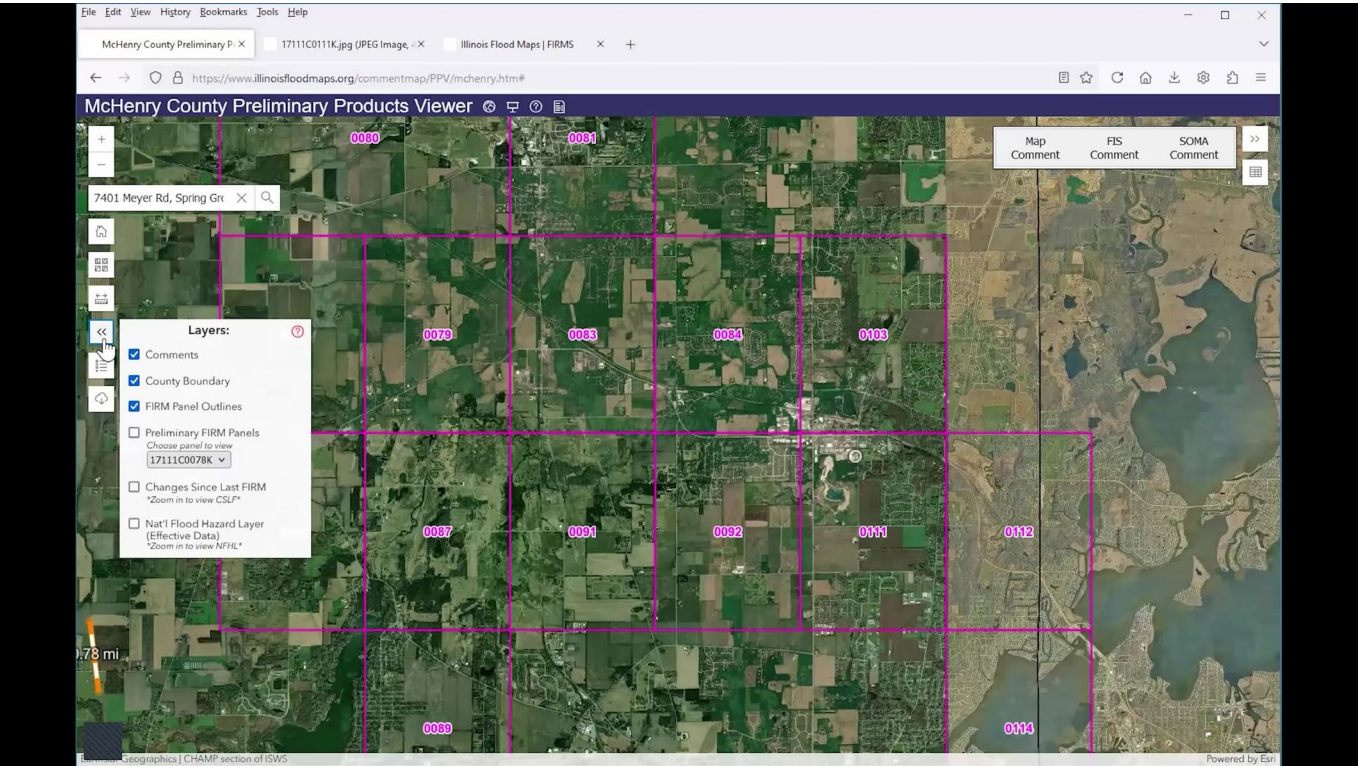 File Edit View History Bookmarks Tools Help
McHenry County Preliminary P 17111C0111K.jpg (JPEG Image, Illinois Flood Maps | FIRMS
https://www.illinoisfloodmaps.org/commentmap/PPV/mchenry.htm#
McHenry County Preliminary Products Viewer
0080 0081
Map Comment
FIS Comment
SOMA Comment
7401 Meyer Rd, Spring Gr
Layers:
Comments
County Boundary
FIRM Panel Outlines
Preliminary FIRM Panels
Choose panel to view
17111C0078K
Changes Since Last FIRM
*Zoom in to view CSLF*
Nat'l Flood Hazard Layer
(Effective Data)
*Zoom in to view NFHL*
0079 0083 0084 0103
0087 0091 0092 0111 0112
.78 mi
0089 0114
Geographics | CHAMP section of ISWS
Powered by Esri